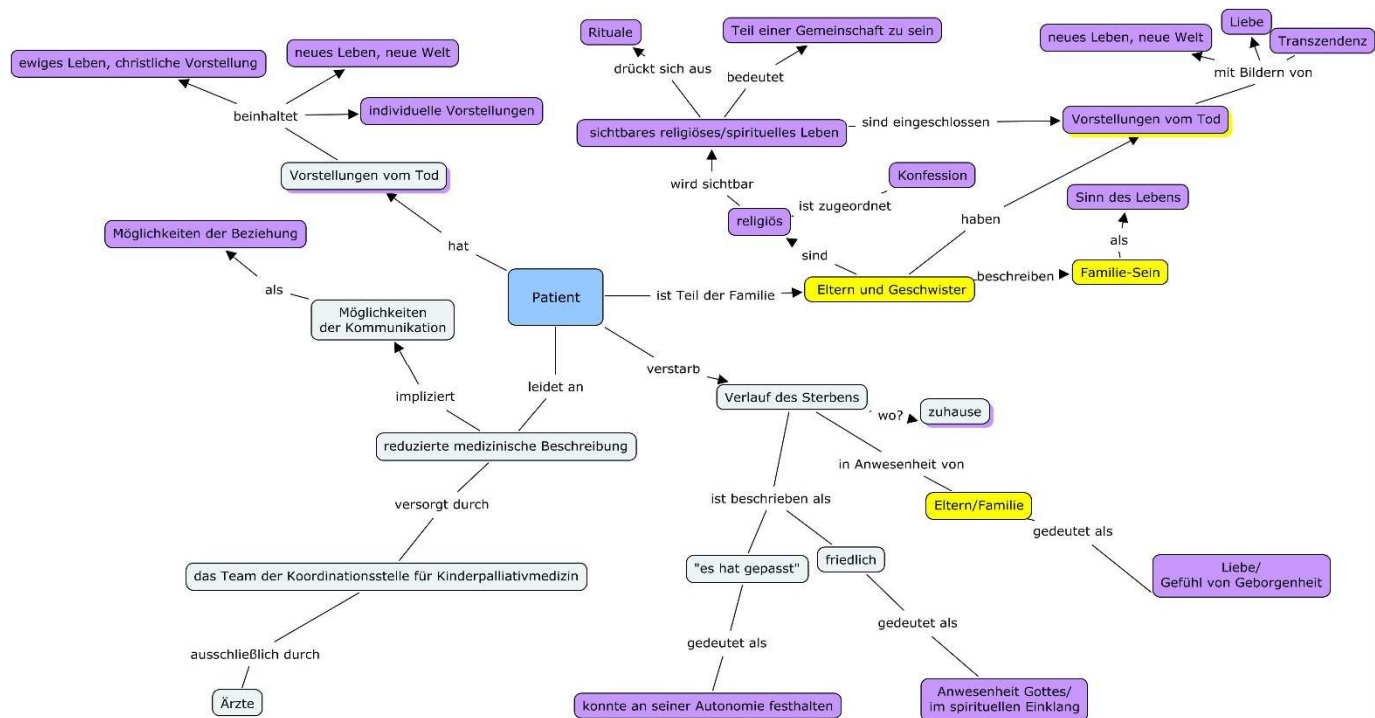 Rituale
Teil einer Gemeinschaft zu sein
Liebe
neues Leben, neue Welt
Transzendenz
neues Leben, neue Welt
ewiges Leben, christliche Vorstellung
drückt sich aus
bedeutet
mit Bildern von
beinhaltet
individuelle Vorstellungen
sichtbares religiöses/spirituelles Leben
sind eingeschlossen
Vorstellungen vom Tod
Vorstellungen vom Tod
wird sichtbar
Konfession
ist zugeordnet
Sinn des Lebens
religiös
haben
Möglichkeiten der Beziehung
hat
sind
als
beschreiben
Familie-Sein
als
Patient
ist Teil der Familie
Eltern und Geschwister
Möglichkeiten
der Kommunikation
verstarb
impliziert
leidet an
Verlauf des Sterbens
wo?
zuhause
reduzierte medizinische Beschreibung
in Anwesenheit von
versorgt durch
ist beschrieben als
Eltern/Familie
gedeutet als
das Team der Koordinationsstelle für Kinderpalliativmedizin
"es hat gepasst"
friedlich
Liebe/
Gefühl von Geborgenheit
gedeutet als
gedeutet als
ausschließlich durch
Ärzte
konnte an seiner Autonomie festhalten
Anwesenheit Gottes/
im spirituellen Einklang